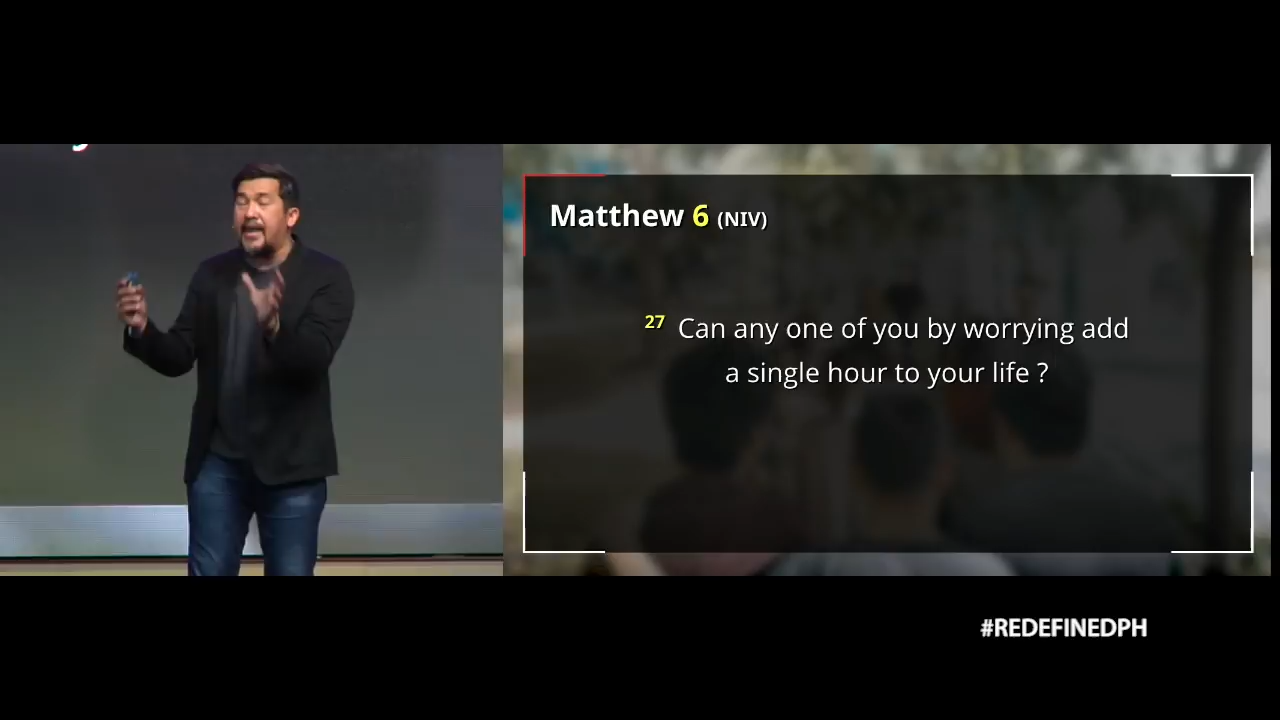 Matthew 6 (NIV)
27 Can any one of you by worrying add
a single hour to your life ?
#REDEFINEDPH